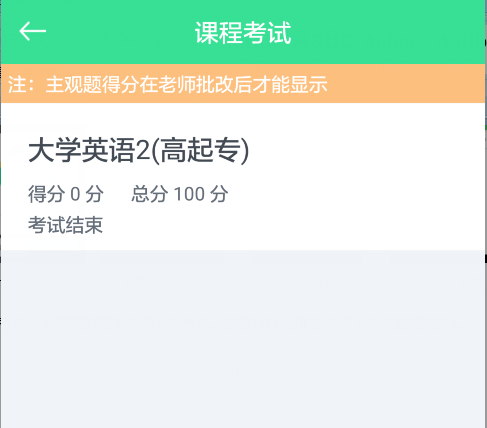 课程考试
注：主观题得分在老师批改后才能显示
大学英语2(高起专)
得分 0 分 总分 100 分
考试结束